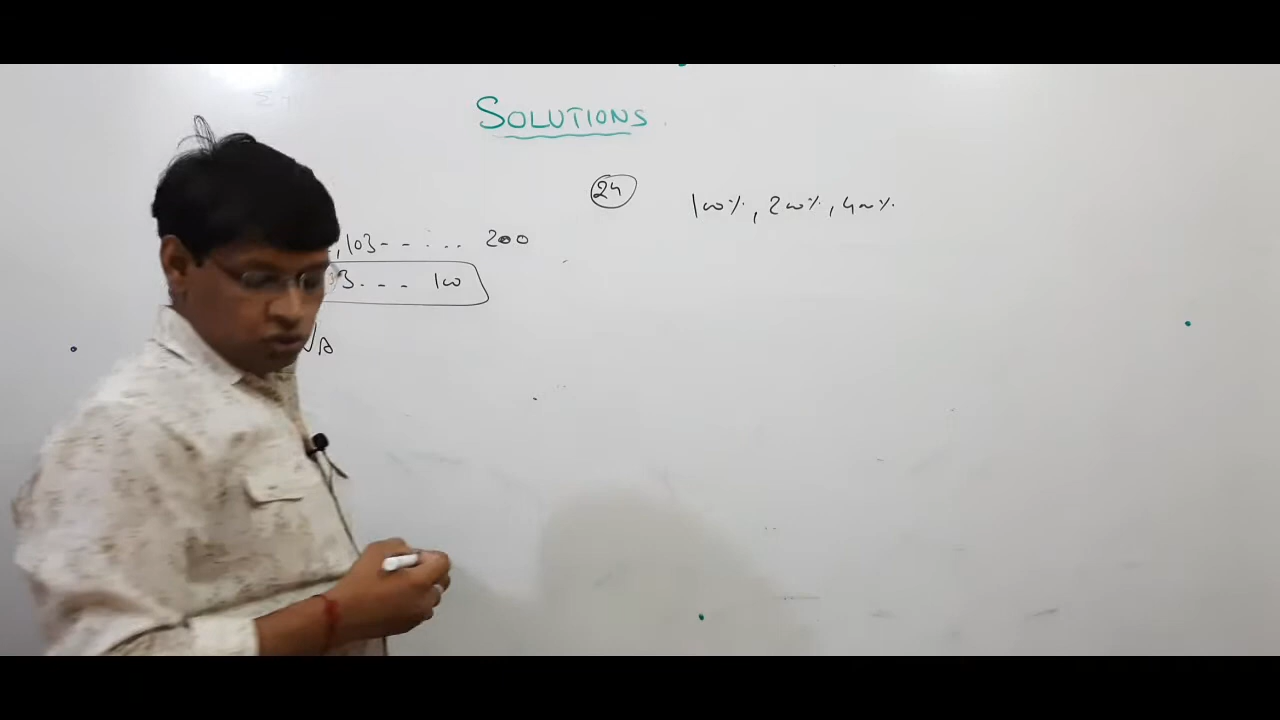 SOLUTIONS
24
100%, 200%, 400%
,103 - - . . . . 200
3. - - - 100
√A